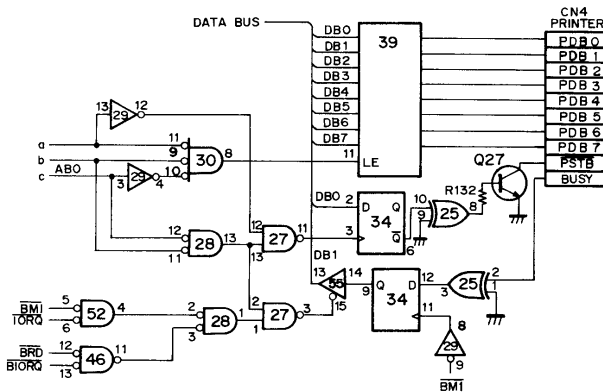 CN4
PRINTER
DATA BUS
DB0
DB1
DB2
DB3
DB4
DB5
DB6
DB7
39
PDB 0
PDB 1
PDB 2
PDB 3
PDB 4
PDB 5
PDB 6
PDB 7
PSTB
BUSY
13 29 12
a
b
c AB0
11
9
10
30
8
11 LE
3 29 4
Q27
R132
DB0
2 D Q
34
3 Q
6
10
9
25
8
12
11
28
13
12
13
27
11
DB1
13 55 14
15
Q D
34
9
12
11
25
3
2
1
BM1
IORQ
5
6
52
4
2
3
28
1
2
1
27
3
BRD
BIORQ
12
13
46
11
8
29
9
BM1